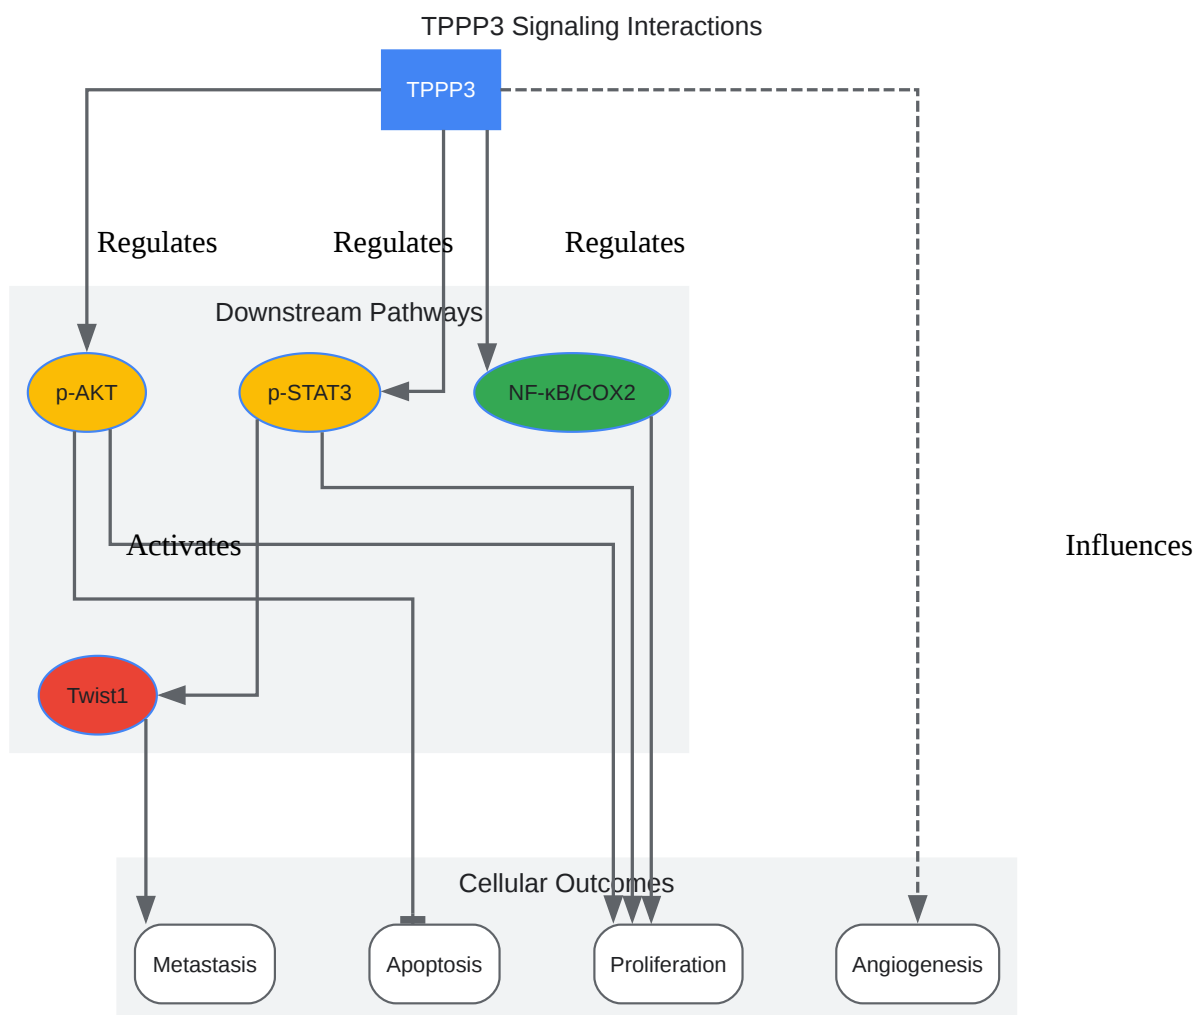 TPPP3 Signaling Interactions
TPPP3
Regulates
Regulates
Regulates
Downstream Pathways
p-AKT
p-STAT3
NF-κB/COX2
Activates
Influences
Twist1
Cellular Outcomes
Metastasis
Apoptosis
Proliferation
Angiogenesis